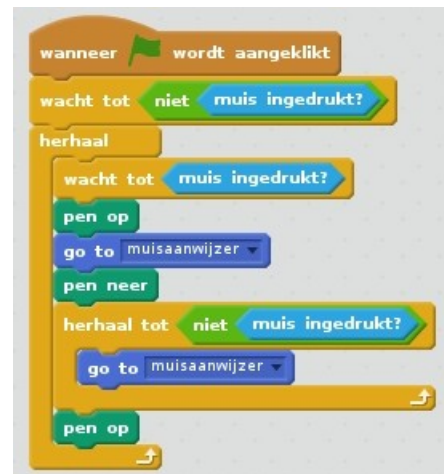 wanneer wordt aangeklikt
wacht tot niet muis ingedrukt?
herhaal
wacht tot muis ingedrukt?
pen op
go to muisaanwijzer
pen neer
herhaal tot niet muis ingedrukt?
go to muisaanwijzer
pen op